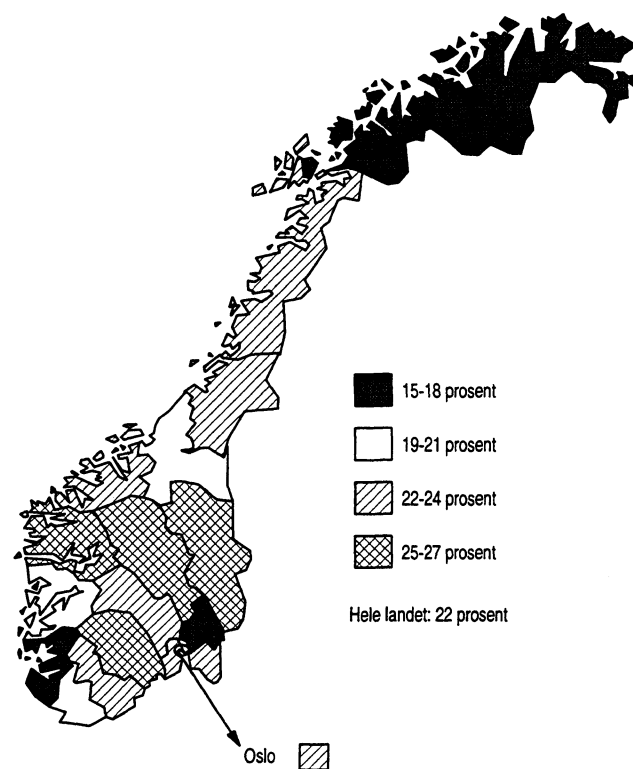 15-18 prosent
19-21 prosent
22-24 prosent
25-27 prosent
Hele landet: 22 prosent
Oslo